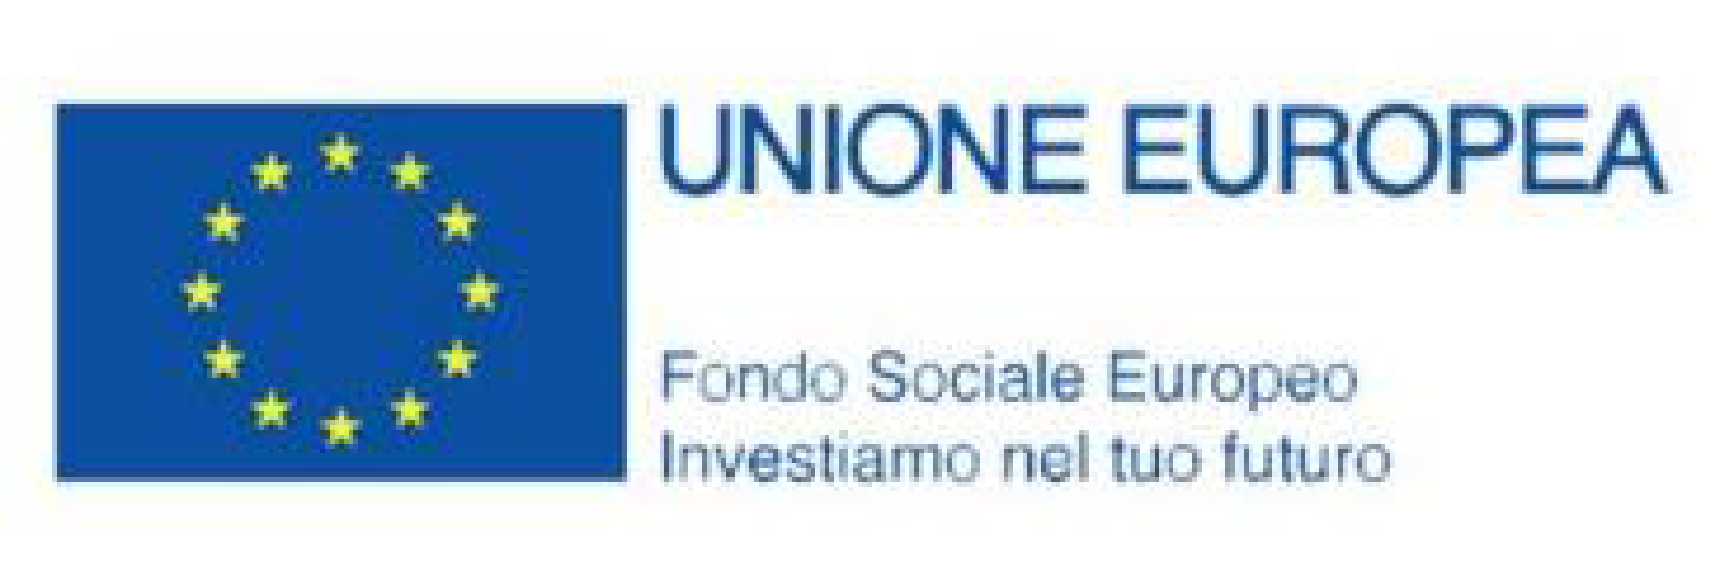 UNIONE EUROPEA
Fondo Sociale Europeo
Investiamo nel tuo futuro